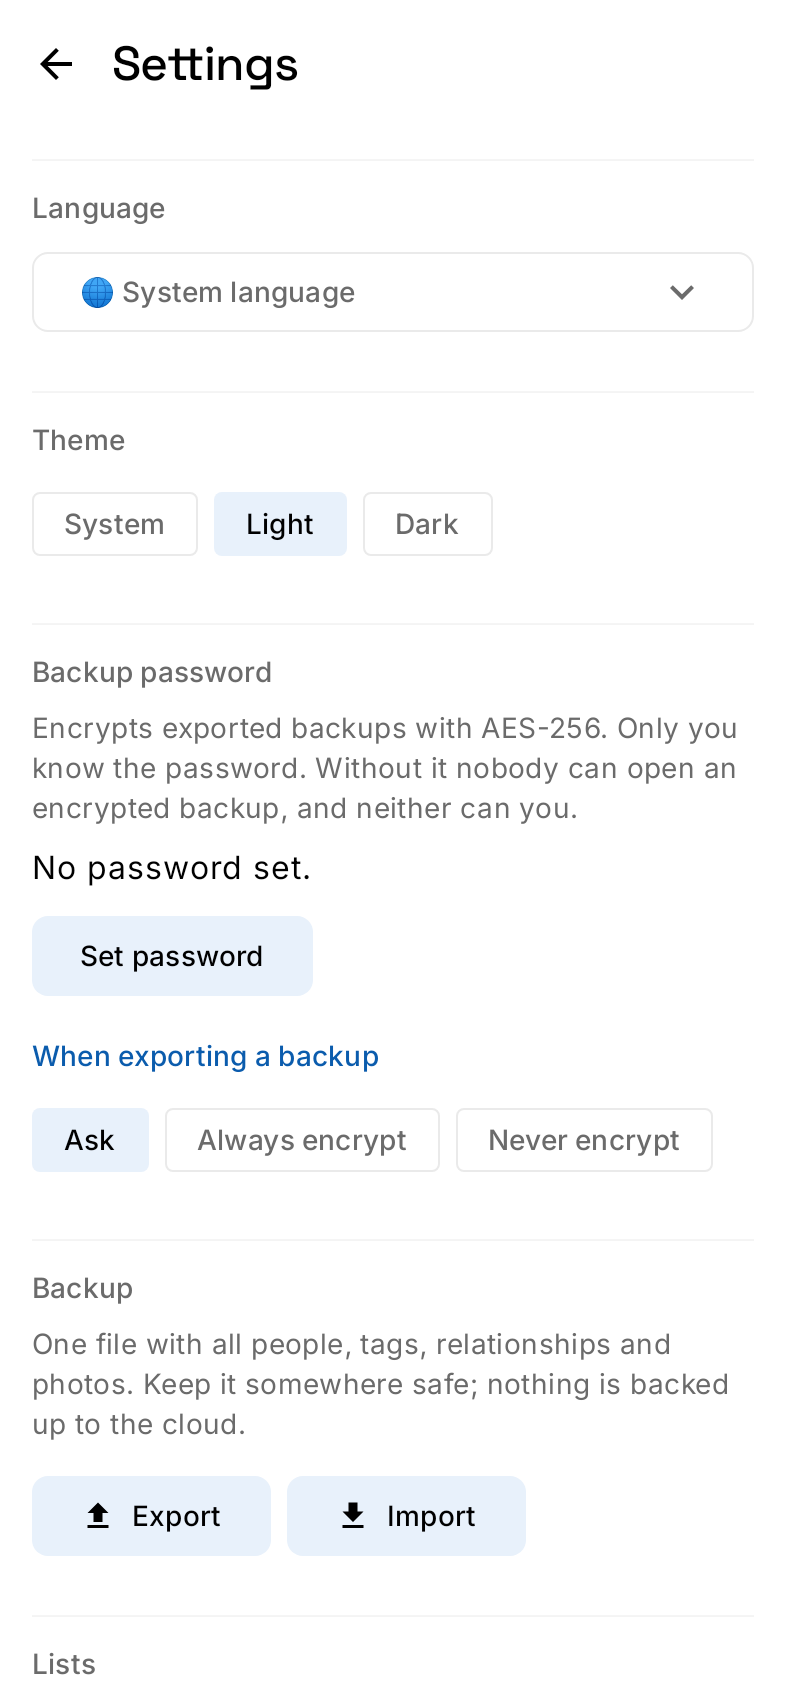 Settings
Language
System language
Theme
System Light Dark
Backup password
Encrypts exported backups with AES-256. Only you
know the password. Without it nobody can open an
encrypted backup, and neither can you.
No password set.
Set password
When exporting a backup
Ask Always encrypt Never encrypt
Backup
One file with all people, tags, relationships and
photos. Keep it somewhere safe; nothing is backed
up to the cloud.
Export Import
Lists